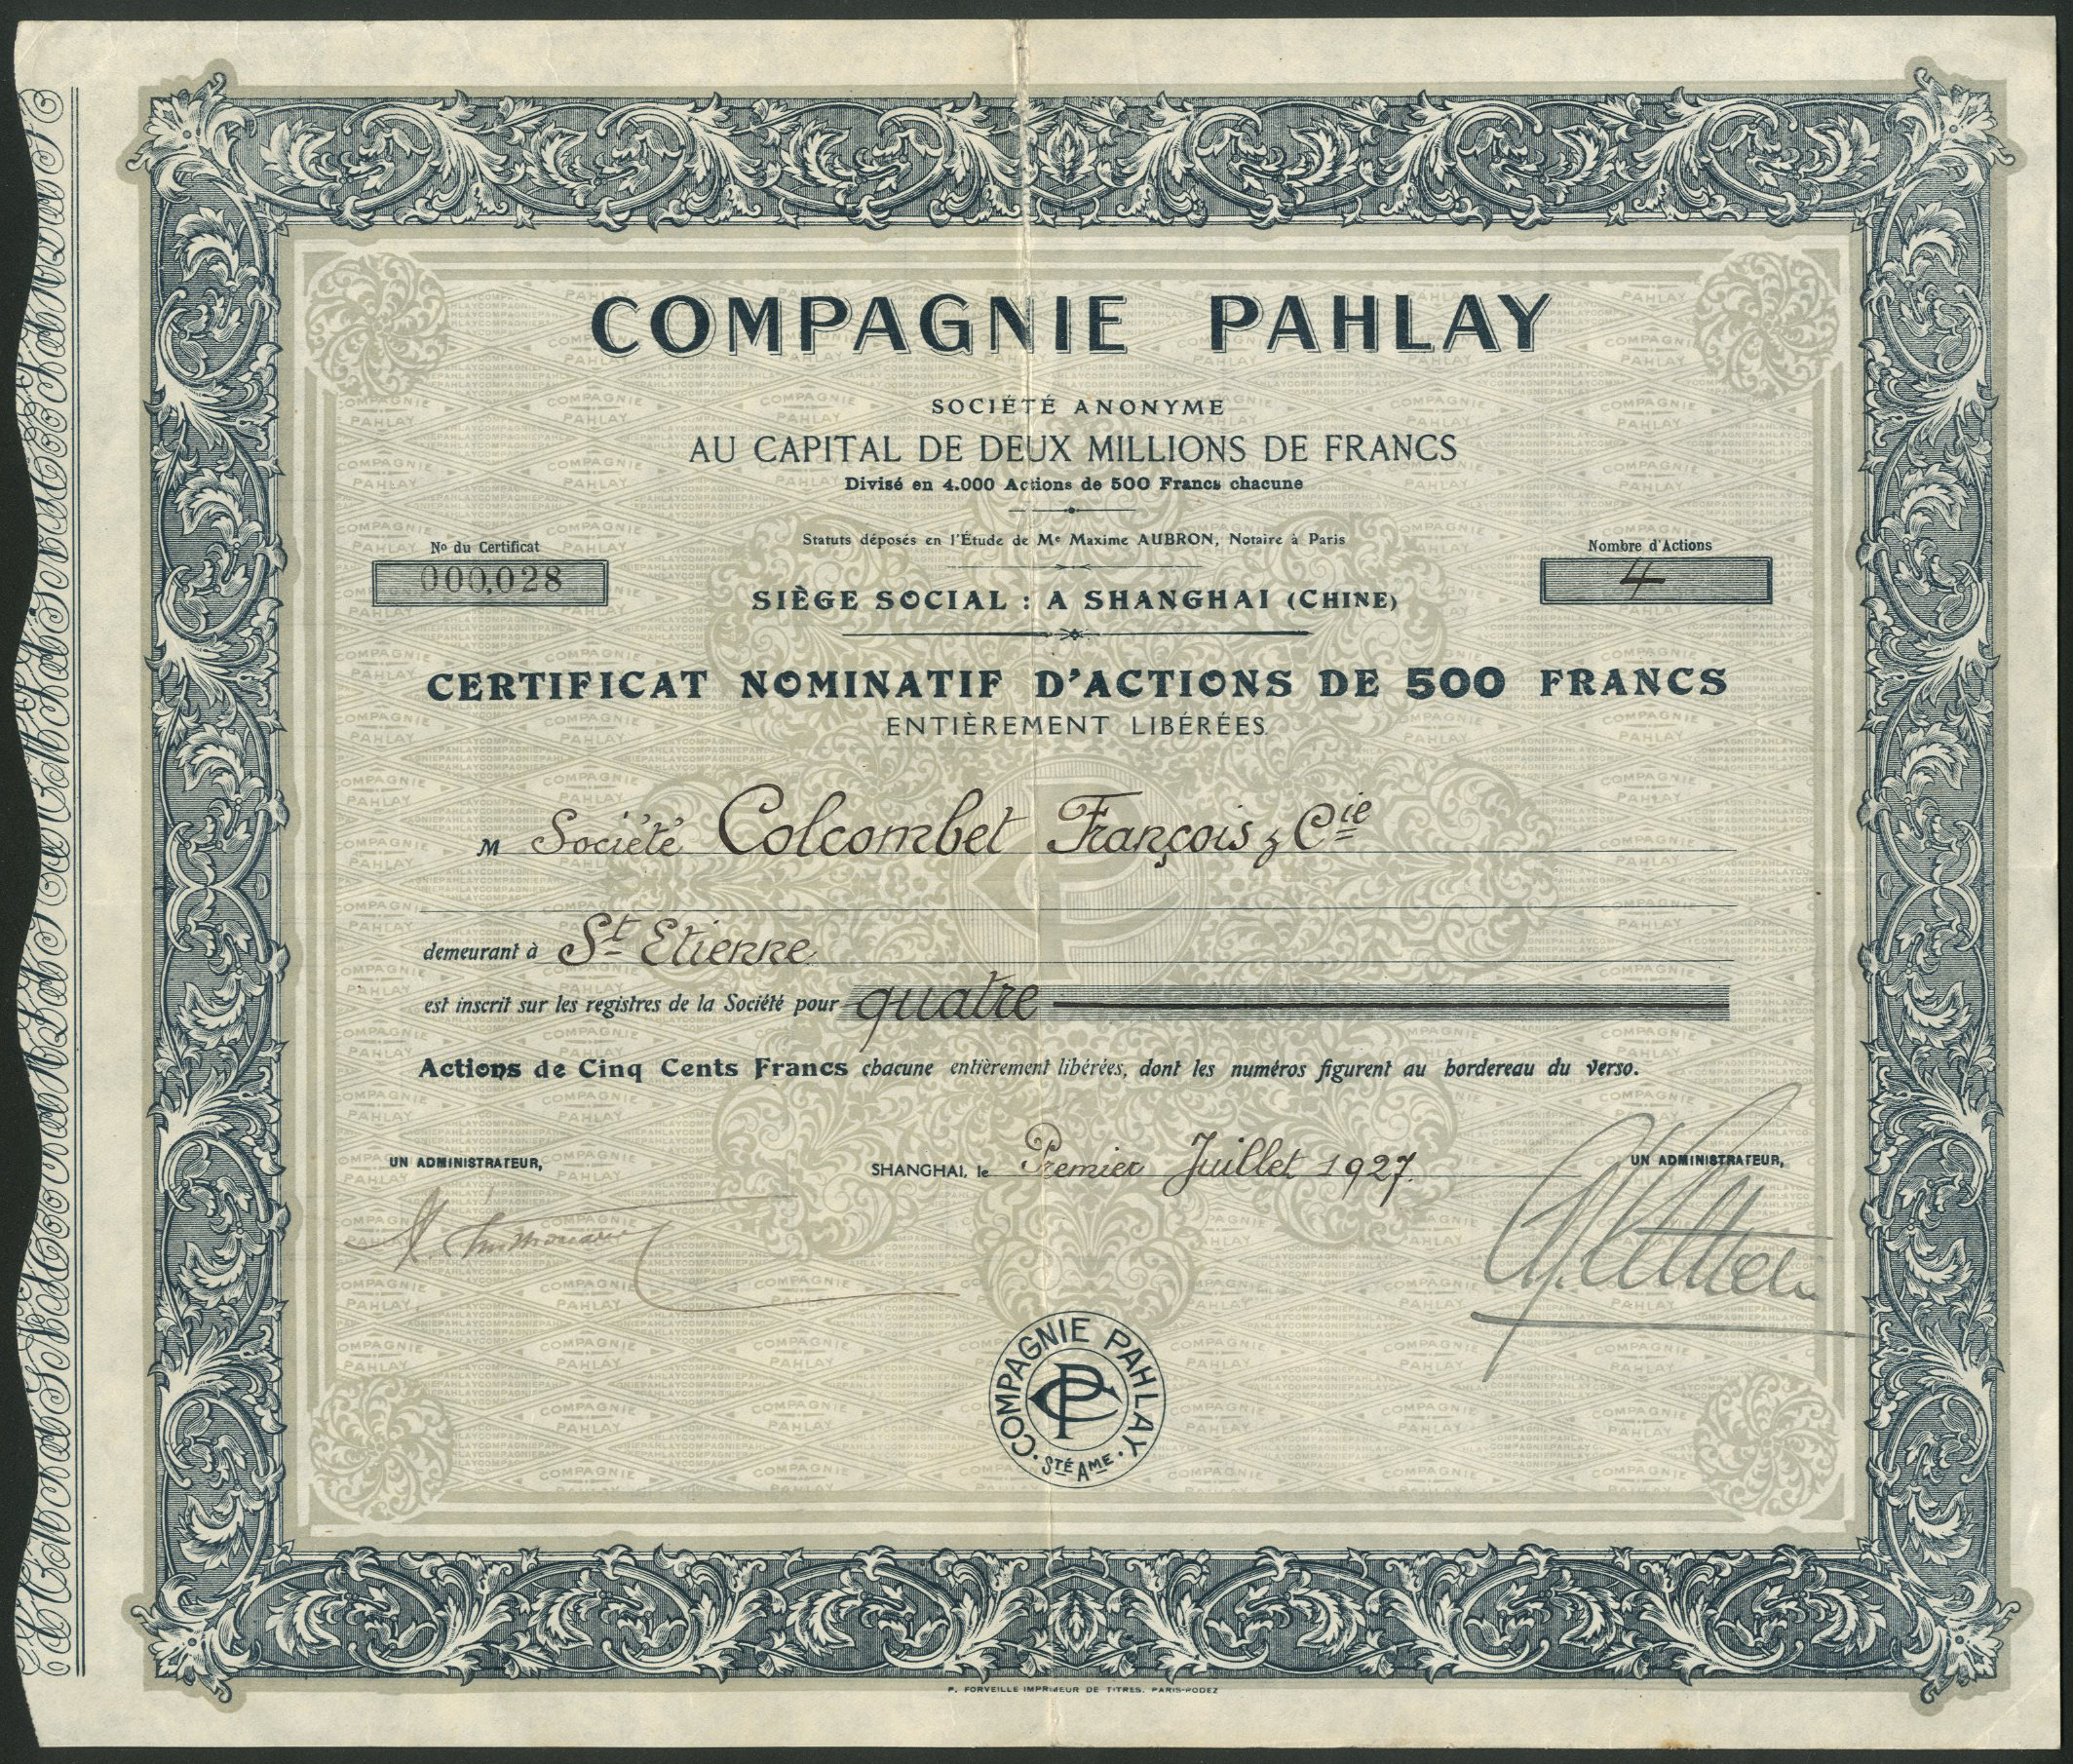 COMPAGNIE PAHLAY
SOCIÉTÉ ANONYME
AU CAPITAL DE DEUX MILLIONS DE FRANCS
Divisé en 4.000 Actions de 500 Francs chacune
Statuts déposés en l'Étude de Me Maxime AUBRON, Notaire à Paris
No du Certificat
000,028
Nombre d'Actions
4
SIÈGE SOCIAL : A SHANGHAI (CHINE)
CERTIFICAT NOMINATIF D'ACTIONS DE 500 FRANCS
ENTIÈREMENT LIBÉRÉES
M Société Colcombet François & Cie
demeurant à St Etienne
est inscrit sur les registres de la Société pour quatre
Actions de Cinq Cents Francs chacune entièrement libérées, dont les numéros figurent au bordereau du verso.
UN ADMINISTRATEUR,
SHANGHAI, le Premier Juillet 1927.
UN ADMINISTRATEUR,
COMPAGNIE PAHLAY
CP
STÉ AME
P. FORVEILLE IMPRIMEUR DE TITRES. PARIS-RODEZ